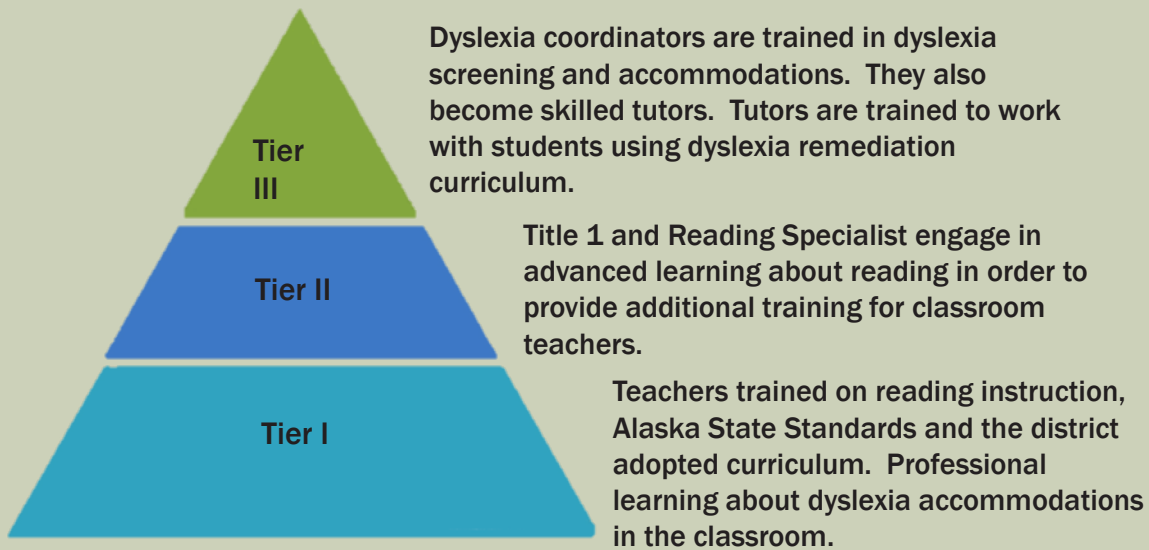 Dyslexia coordinators are trained in dyslexia
screening and accommodations. They also
become skilled tutors. Tutors are trained to work
with students using dyslexia remediation
curriculum.
Tier
III
Title 1 and Reading Specialist engage in
advanced learning about reading in order to
provide additional training for classroom
teachers.
Tier II
Teachers trained on reading instruction,
Alaska State Standards and the district
adopted curriculum. Professional
learning about dyslexia accommodations
in the classroom.
Tier I